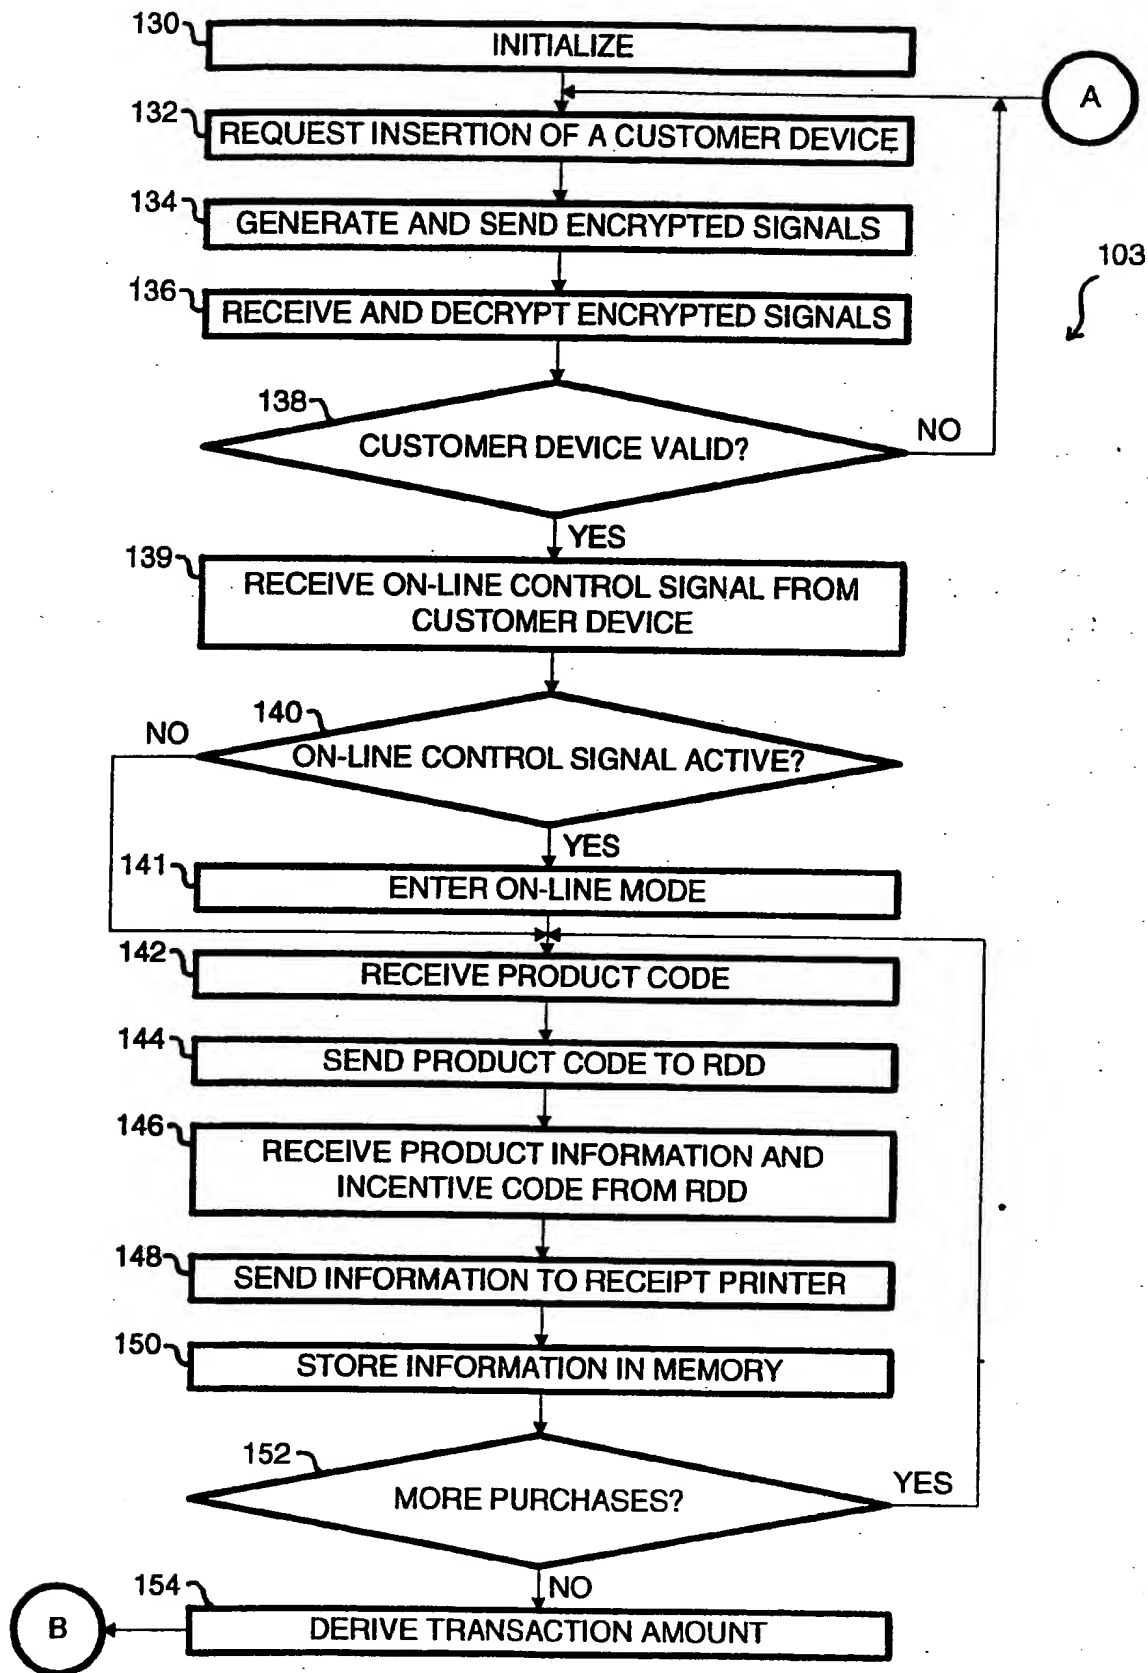 130
INITIALIZE
A
132
REQUEST INSERTION OF A CUSTOMER DEVICE
134
GENERATE AND SEND ENCRYPTED SIGNALS
103
136
RECEIVE AND DECRYPT ENCRYPTED SIGNALS
138
CUSTOMER DEVICE VALID?
NO
YES
139
RECEIVE ON-LINE CONTROL SIGNAL FROM
CUSTOMER DEVICE
140
NO
ON-LINE CONTROL SIGNAL ACTIVE?
YES
141
ENTER ON-LINE MODE
142
RECEIVE PRODUCT CODE
144
SEND PRODUCT CODE TO RDD
146
RECEIVE PRODUCT INFORMATION AND
INCENTIVE CODE FROM RDD
148
SEND INFORMATION TO RECEIPT PRINTER
150
STORE INFORMATION IN MEMORY
152
MORE PURCHASES?
YES
NO
154
B
DERIVE TRANSACTION AMOUNT